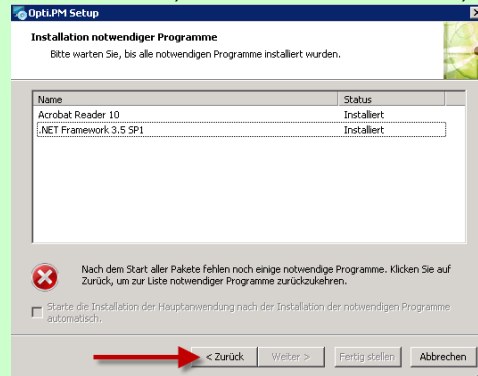 Opti.PM Setup
Installation notwendiger Programme
Bitte warten Sie, bis alle notwendigen Programme installiert wurden.
Name Status
Acrobat Reader 10 Installiert
.NET Framework 3.5 SP1 Installiert
Nach dem Start aller Pakete fehlen noch einige notwendige Programme. Klicken Sie auf
Zurück, um zur Liste notwendiger Programme zurückzukehren.
Starte die Installation der Hauptanwendung nach der Installation der notwendigen Programme
automatisch.
< Zurück Weiter > Fertig stellen Abbrechen